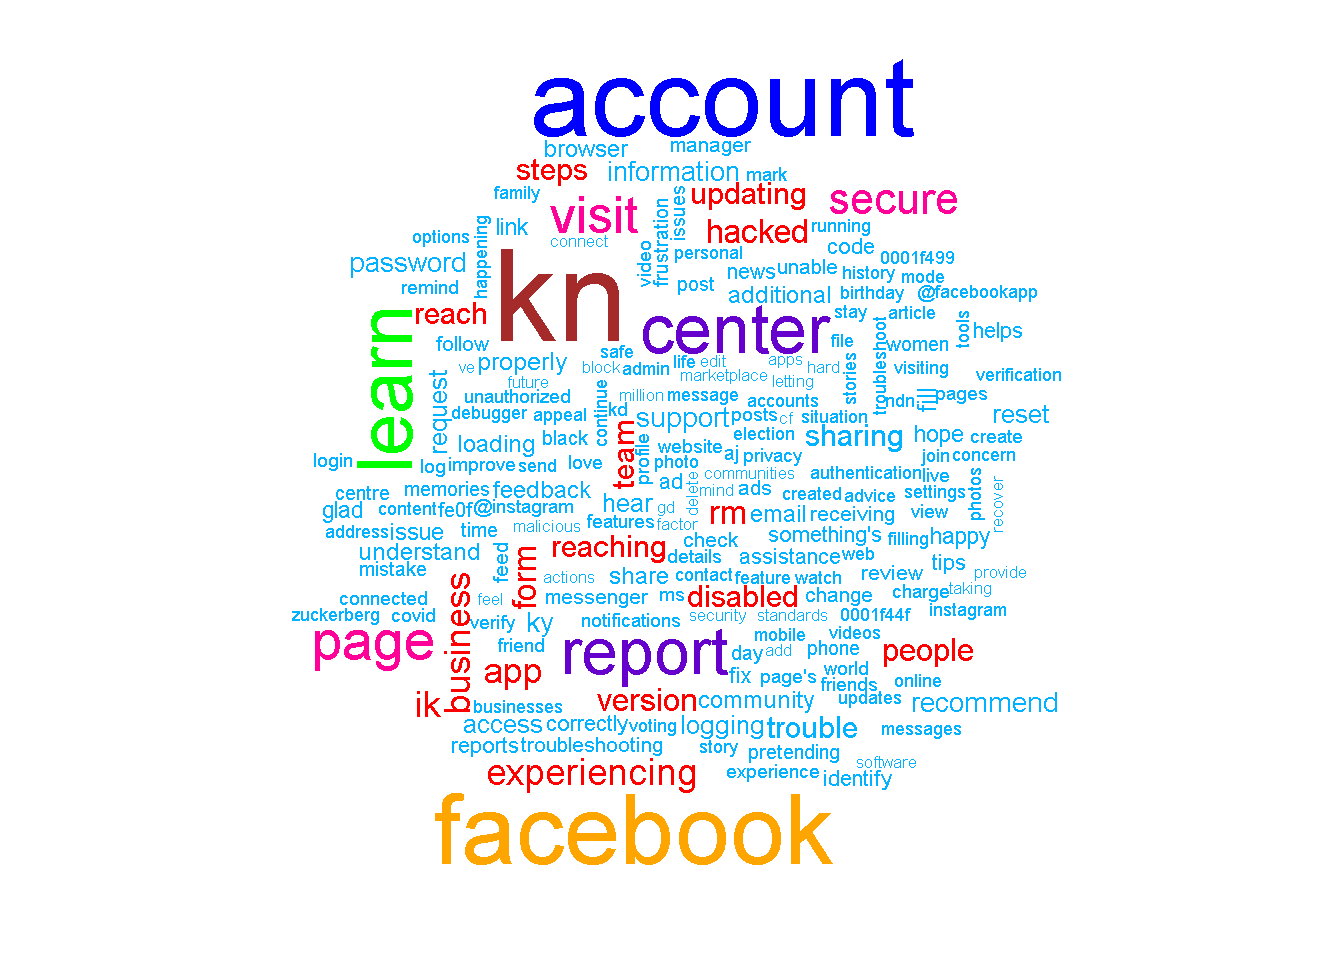 account
browser
manager
steps
information
mark
family
updating
secure
visit
issues
link
connect
hacked
running
options
happening
video
frustration
personal
code
0001f499
password
news
unable
history
mode
remind
kn
post
additional
birthday
@facebookapp
reach
center
stay
article
learn
follow
file
troubleshoot
women
tools
helps
properly
safe
ve
block
admin
life
edit
apps
hard
stories
visiting
marketplace
letting
verification
future
request
unauthorized
million
message
accounts
ndn
fill
pages
debugger
appeal
continue
kd
support
posts
cf
situation
reset
loading
black
team
profile
website
election
sharing
hope
create
login
log
improve
send
love
photo
aj
privacy
join
concern
communities
authentication
live
centre
memories
feedback
ad
delete
mind
ads
created
advice
settings
photos
recover
glad
content
fe0f
@instagram
hear
gd
rm
email
receiving
view
address
issue
time
malicious
features
factor
check
something's
filling
happy
understand
feed
form
reaching
details
assistance
web
mistake
actions
share
contact
feature
watch
review
tips
provide
connected
business
feel
messenger
ms
disabled
change
charge
taking
zuckerberg
covid
verify
ky
notifications
security
standards
0001f44f
instagram
page
friend
report
mobile
videos
day
add
phone
people
app
fix
page's
world
friends
online
ik
businesses
version
community
updates
recommend
access
correctly
voting
logging
trouble
messages
reports
troubleshooting
story
pretending
experiencing
experience
software
identify
facebook